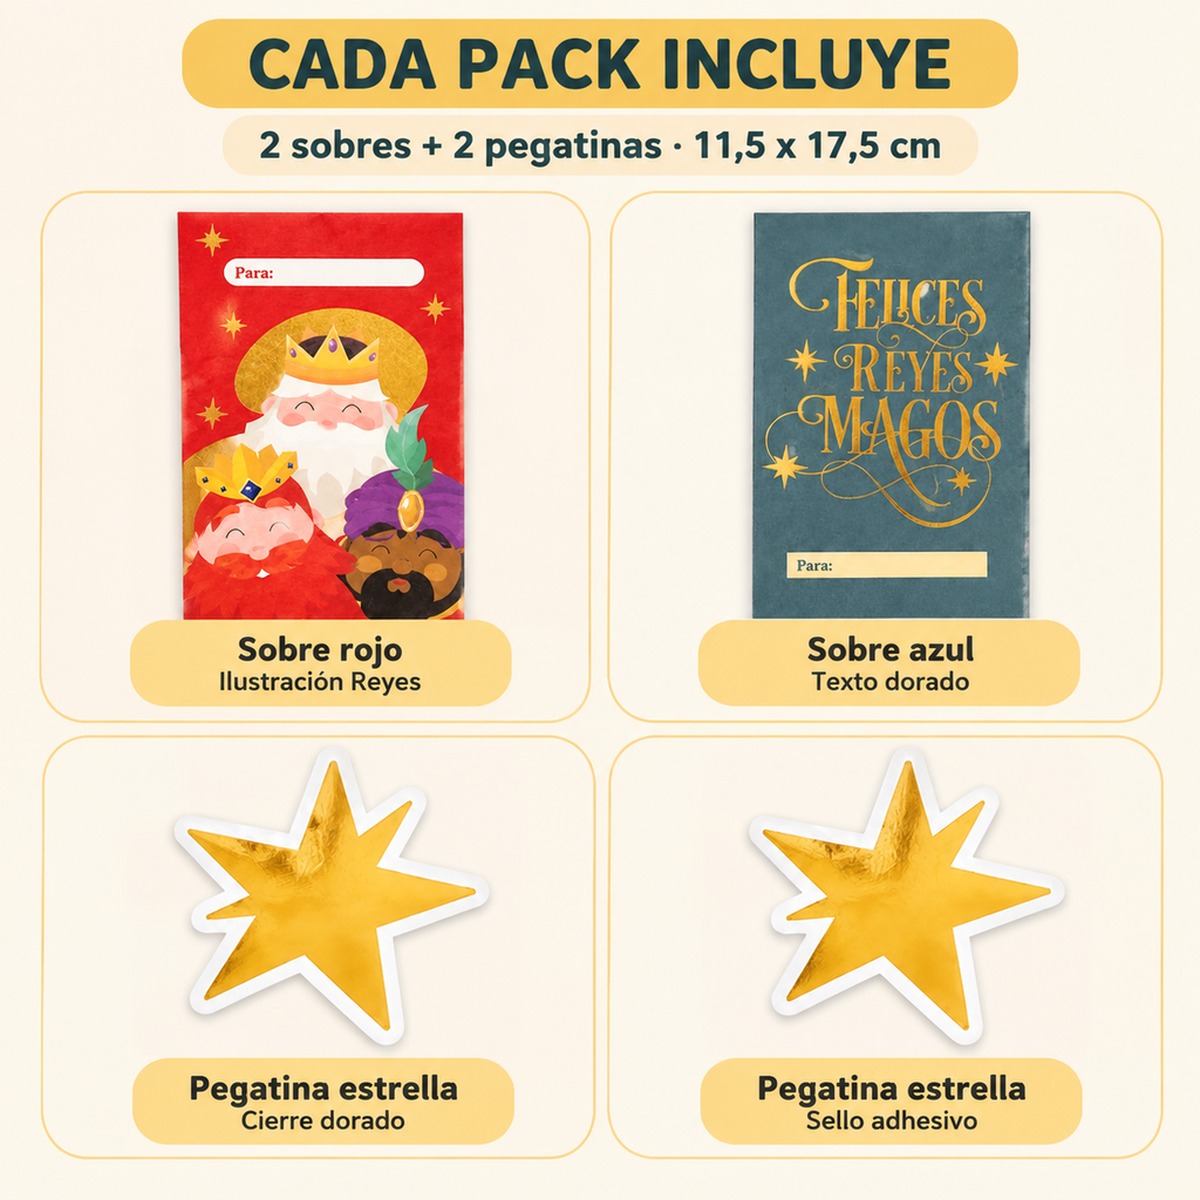 CADA PACK INCLUYE
2 sobres + 2 pegatinas · 11,5 x 17,5 cm
Para:
Sobre rojo
Ilustración Reyes
FELICES
REYES
MAGOS
Para:
Sobre azul
Texto dorado
Pegatina estrella
Cierre dorado
Pegatina estrella
Sello adhesivo